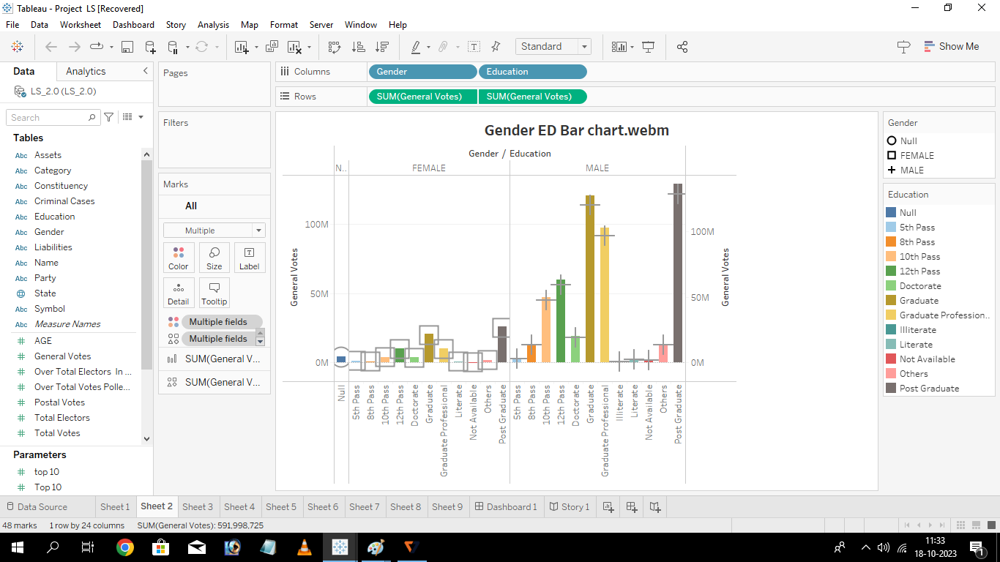 Tableau - Project LS [Recovered]
File Data Worksheet Dashboard Story Analysis Map Format Server Window Help
Standard
Show Me
Data Analytics
LS_2.0 (LS_2.0)
Search
Tables
Abc Assets
Abc Category
Abc Constituency
Abc Criminal Cases
Abc Education
Abc Gender
Abc Liabilities
Abc Name
Abc Party
State
Abc Symbol
Abc Measure Names
# AGE
# General Votes
# Over Total Electors In ...
# Over Total Votes Polle...
# Postal Votes
# Total Electors
# Total Votes
Parameters
# top 10
# Top 10
Pages
Filters
Marks
All
Multiple
Color Size Label
Detail Tooltip
Multiple fields
Multiple fields
SUM(General V...
SUM(General V...
Columns Gender Education
Rows SUM(General Votes) SUM(General Votes)
Gender ED Bar chart.webm
Gender / Education
N.. FEMALE MALE
General Votes
100M
50M
0M
100M
50M
0M
General Votes
Null
5th Pass
8th Pass
10th Pass
12th Pass
Doctorate
Graduate
Graduate Professional
Literate
Not Available
Others
Post Graduate
5th Pass
8th Pass
10th Pass
12th Pass
Doctorate
Graduate
Graduate Professional
Illiterate
Literate
Not Available
Others
Post Graduate
Gender
Null
FEMALE
MALE
Education
Null
5th Pass
8th Pass
10th Pass
12th Pass
Doctorate
Graduate
Graduate Profession..
Illiterate
Literate
Not Available
Others
Post Graduate
Data Source Sheet 1 Sheet 2 Sheet 3 Sheet 4 Sheet 5 Sheet 6 Sheet 7 Sheet 8 Sheet 9 Dashboard 1 Story 1
48 marks 1 row by 24 columns SUM(General Votes): 591,998,725
11:33
18-10-2023
1